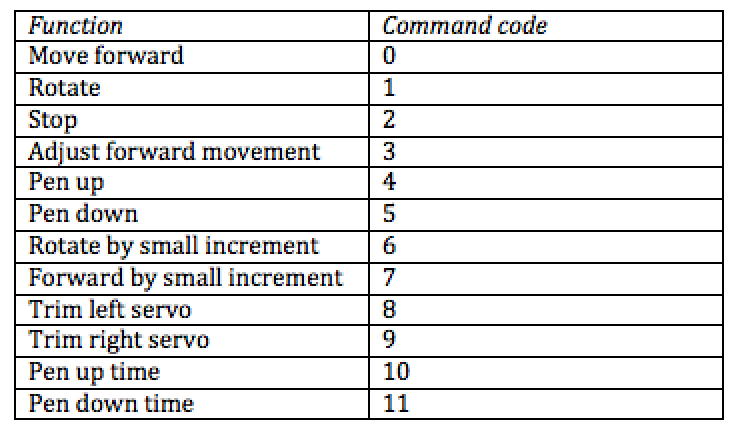 Function Command code
Move forward 0
Rotate 1
Stop 2
Adjust forward movement 3
Pen up 4
Pen down 5
Rotate by small increment 6
Forward by small increment 7
Trim left servo 8
Trim right servo 9
Pen up time 10
Pen down time 11